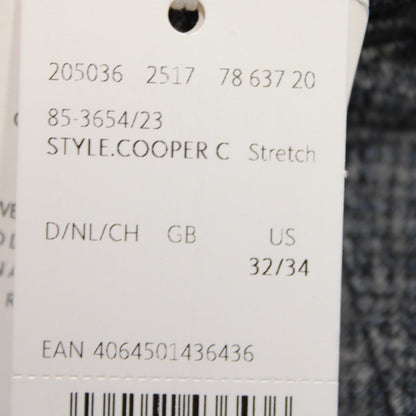 205036 2517 78 637 20
85-3654/23
STYLE.COOPER C Stretch
D/NL/CH GB US
32/34
EAN 4064501436436